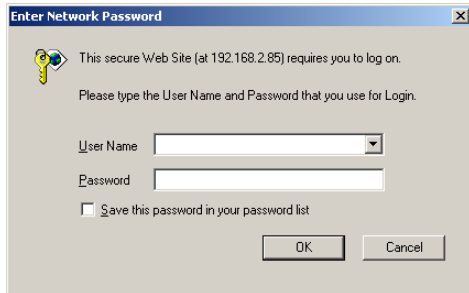 Enter Network Password
This secure Web Site (at 192.168.2.85) requires you to log on.
Please type the User Name and Password that you use for Login.
User Name
Password
Save this password in your password list
OK Cancel